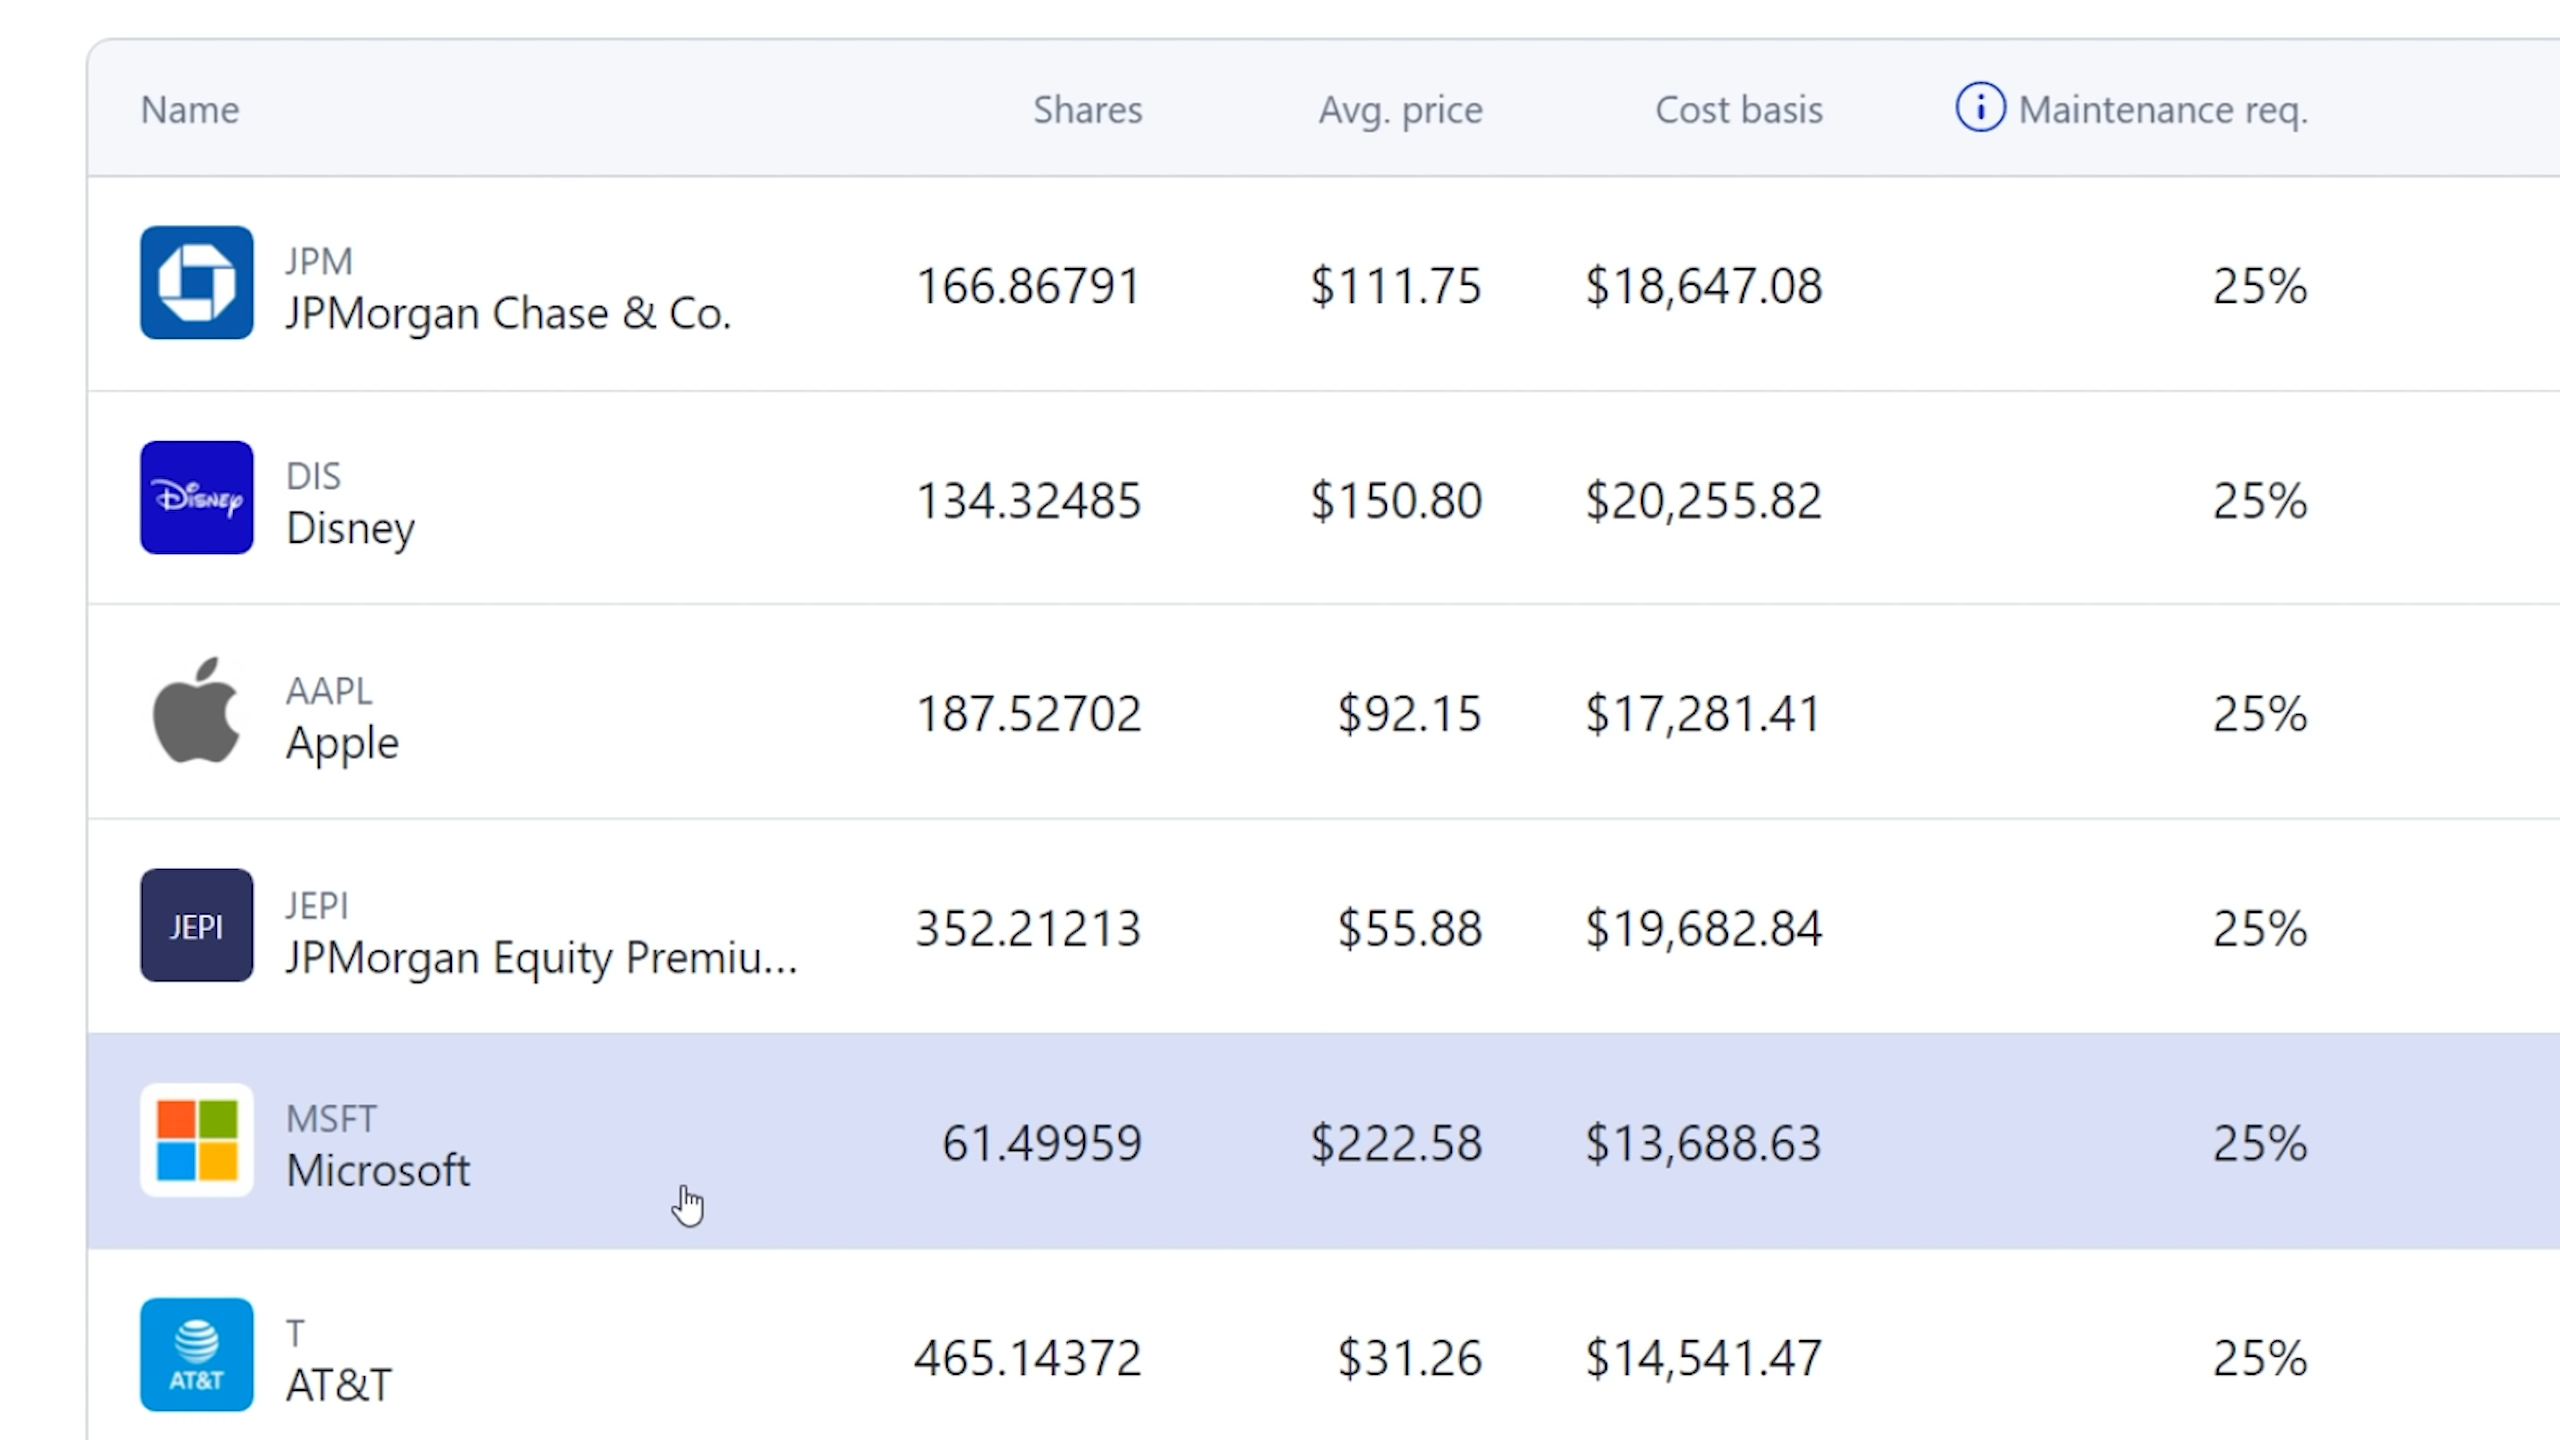 Name Shares Avg. price Cost basis i Maintenance req.
JPM
JPMorgan Chase & Co. 166.86791 $111.75 $18,647.08 25%
Disney
DIS
Disney 134.32485 $150.80 $20,255.82 25%
AAPL
Apple 187.52702 $92.15 $17,281.41 25%
JEPI
JEPI
JPMorgan Equity Premiu... 352.21213 $55.88 $19,682.84 25%
MSFT
Microsoft 61.49959 $222.58 $13,688.63 25%
AT&T
T
AT&T 465.14372 $31.26 $14,541.47 25%